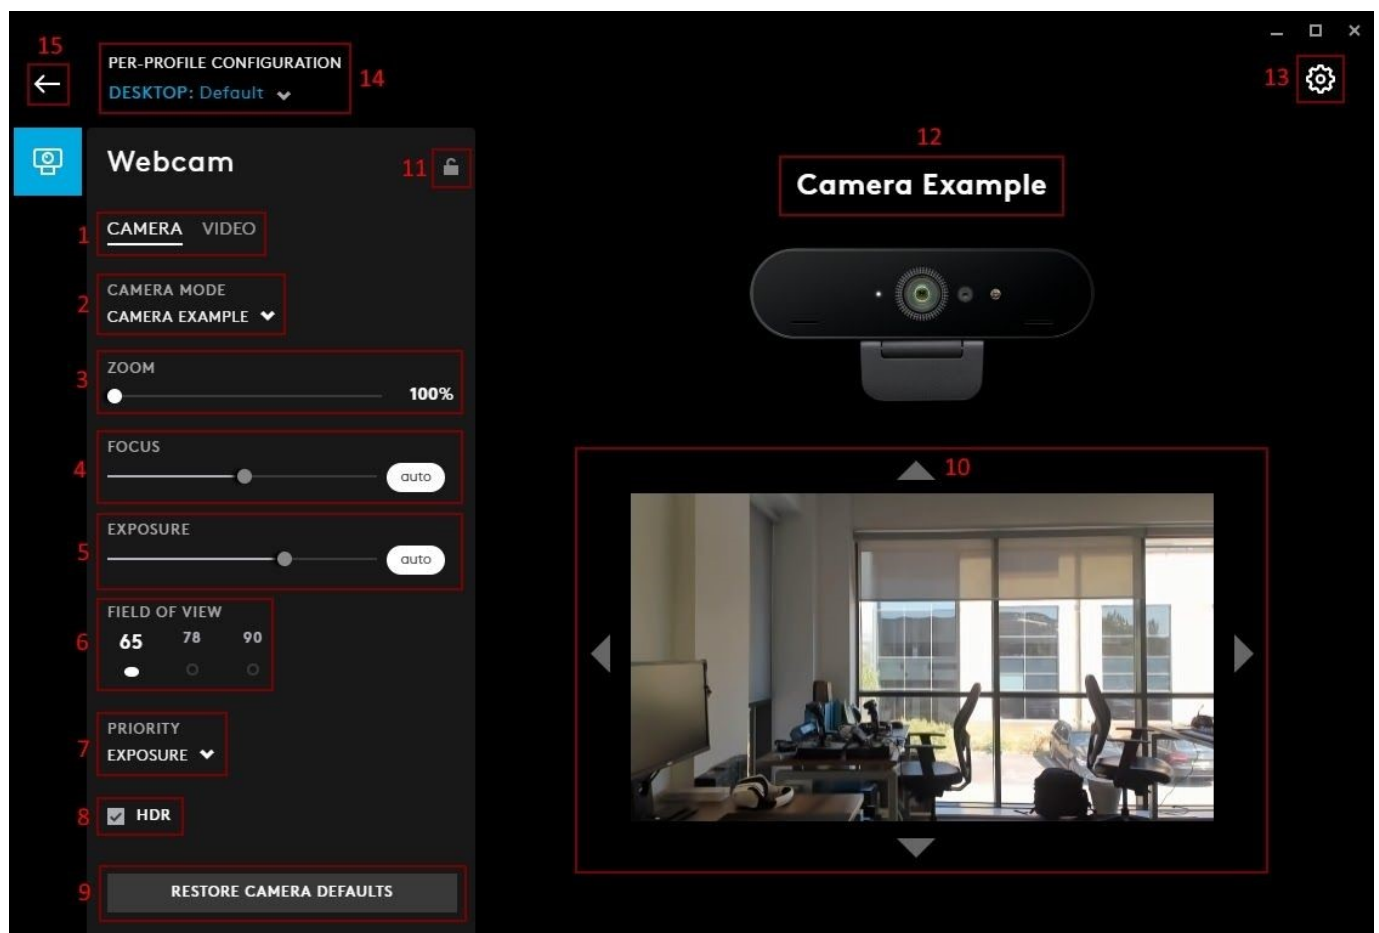 15
PER-PROFILE CONFIGURATION
DESKTOP: Default
14
13
Webcam
11
12
Camera Example
1
CAMERA VIDEO
2
CAMERA MODE
CAMERA EXAMPLE
3
ZOOM
100%
4
FOCUS
auto
5
EXPOSURE
auto
6
FIELD OF VIEW
65 78 90
7
PRIORITY
EXPOSURE
8
HDR
9
RESTORE CAMERA DEFAULTS
10